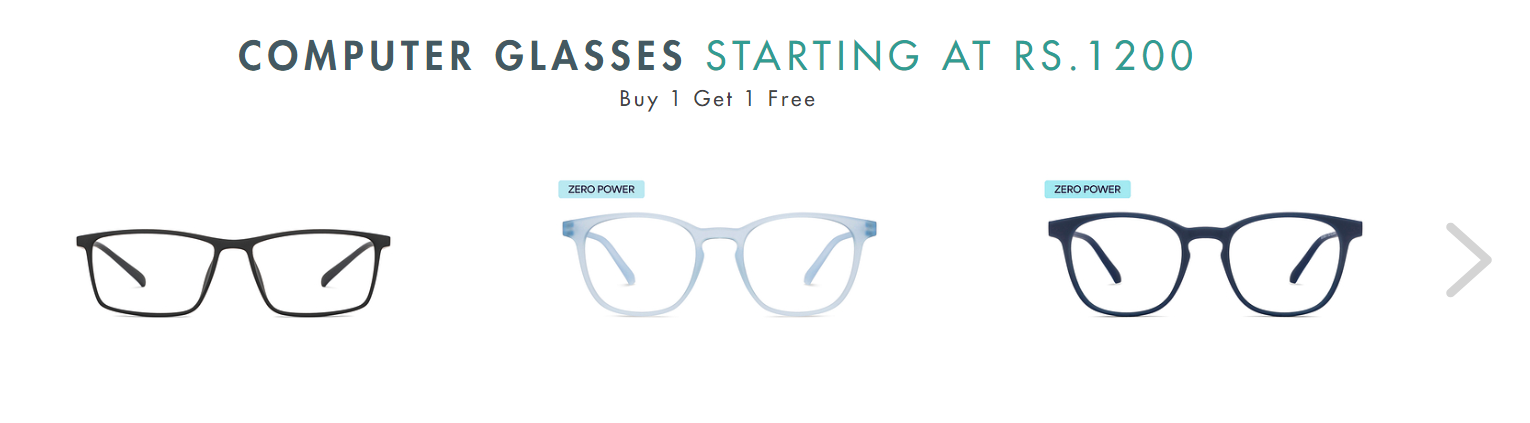 COMPUTER GLASSES STARTING AT RS.1200
Buy 1 Get 1 Free
ZERO POWER
ZERO POWER